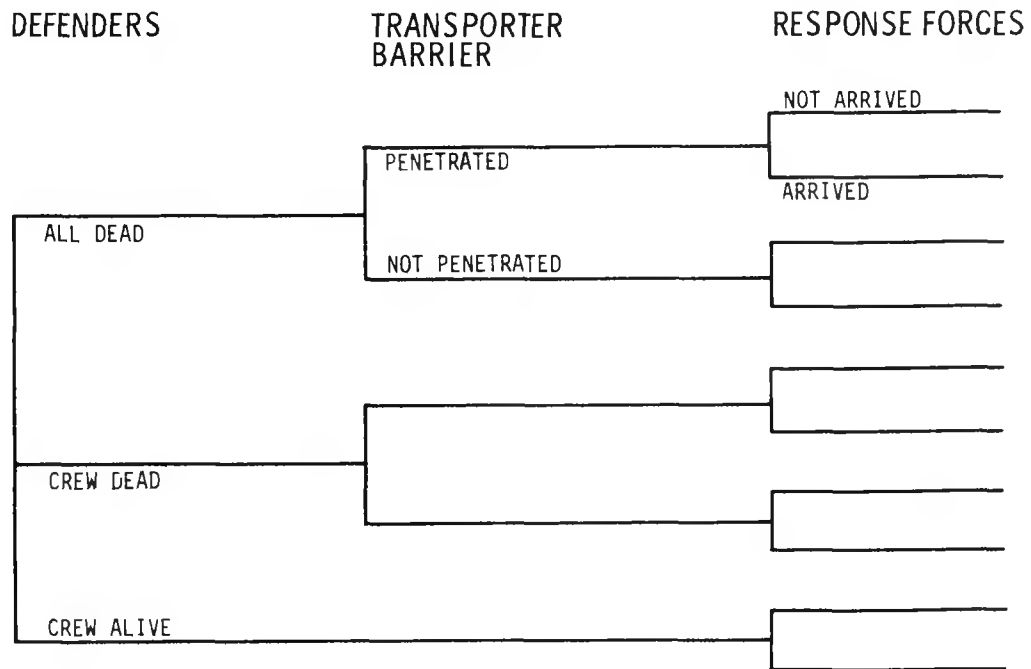 DEFENDERS
TRANSPORTER
BARRIER
RESPONSE FORCES
NOT ARRIVED
PENETRATED
ARRIVED
ALL DEAD
NOT PENETRATED
CREW DEAD
CREW ALIVE